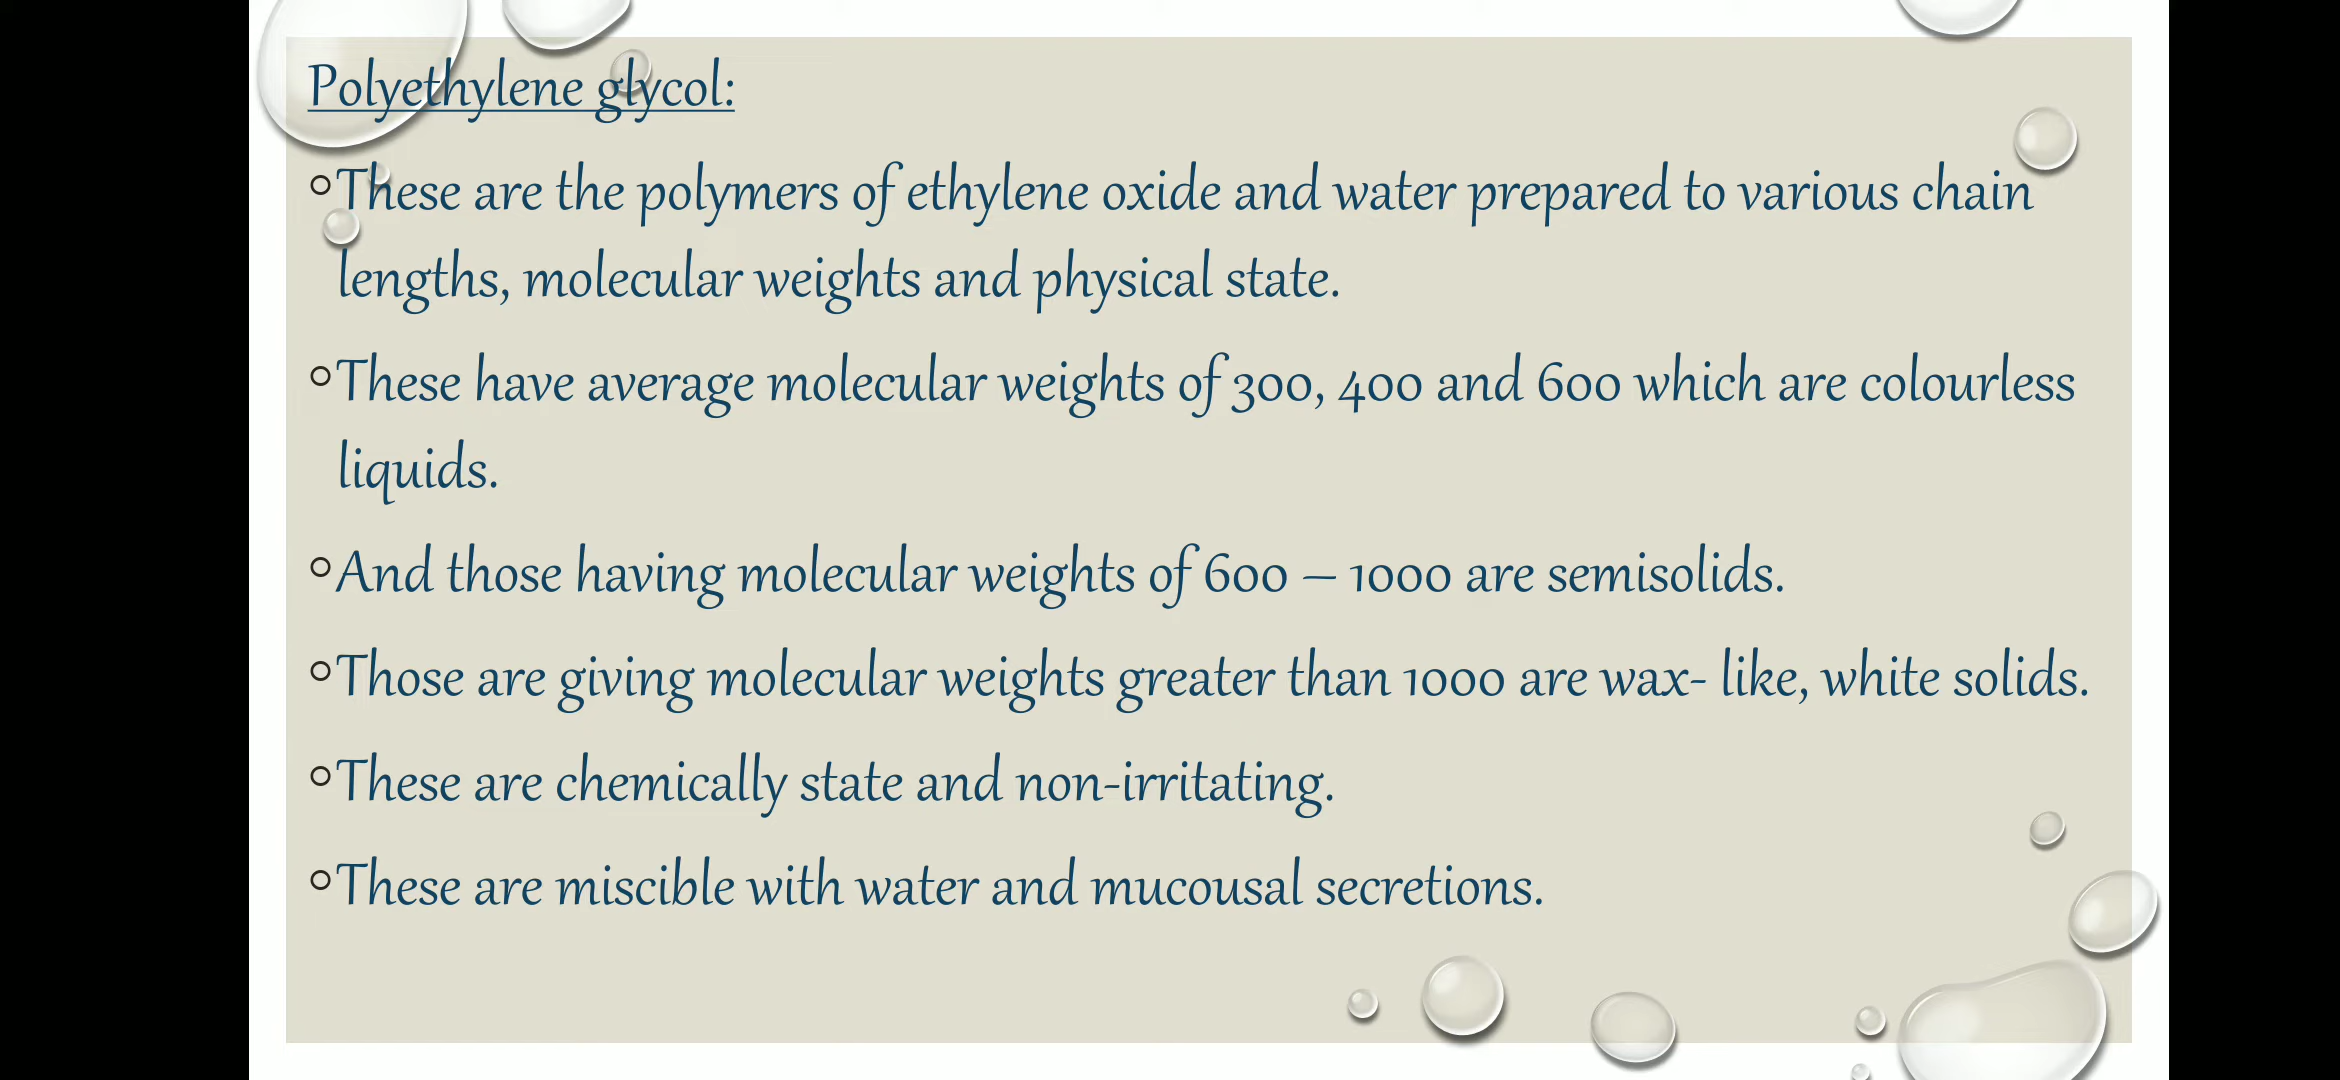 Polyethylene glycol:
These are the polymers of ethylene oxide and water prepared to various chain
lengths, molecular weights and physical state.
These have average molecular weights of 300, 400 and 600 which are colourless
liquids.
And those having molecular weights of 600 – 1000 are semisolids.
Those are giving molecular weights greater than 1000 are wax- like, white solids.
These are chemically state and non-irritating.
These are miscible with water and mucousal secretions.